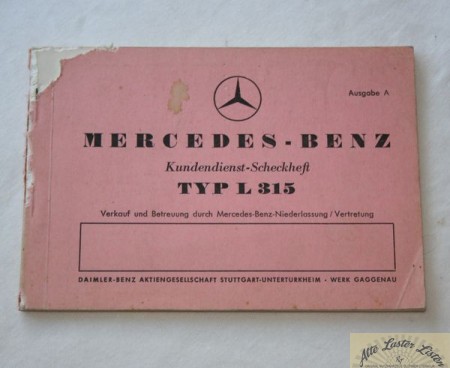 Ausgabe A
MERCEDES-BENZ
Kundendienst-Scheckheft
TYP L 315
Verkauf und Betreuung durch Mercedes-Benz-Niederlassung/Vertretung
DAIMLER-BENZ AKTIENGESELLSCHAFT STUTTGART-UNTERTURKHEIM - WERK GAGGENAU
Alte Laster Listen